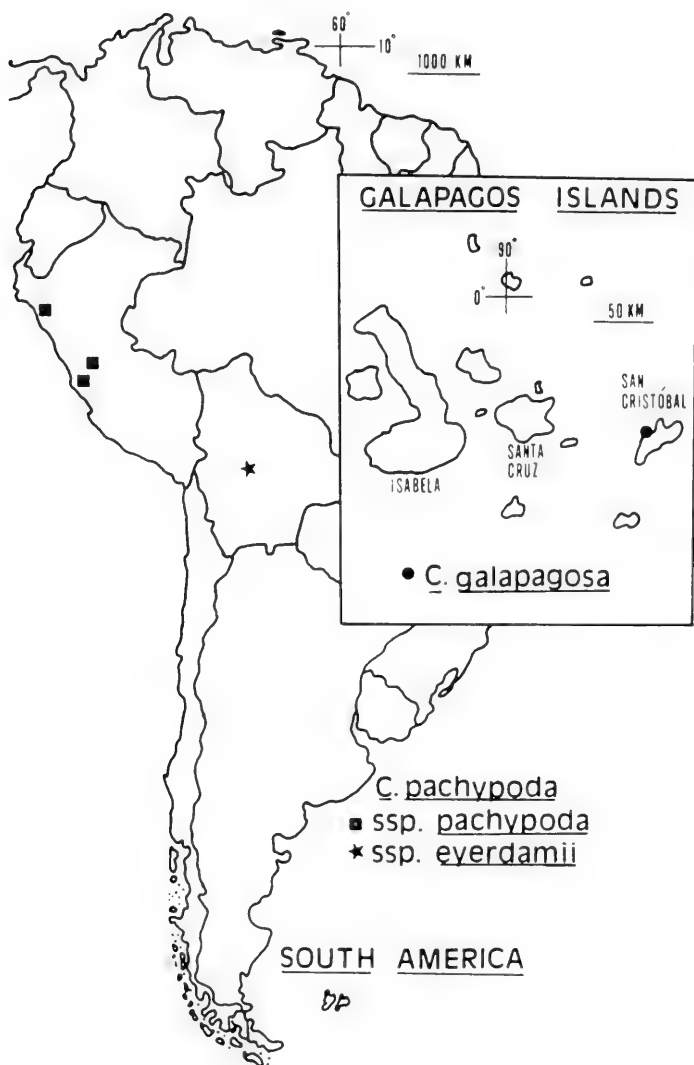 60°
10°
1000 KM
GALAPAGOS ISLANDS
90°
0°
50 KM
SAN
CRISTÓBAL
SANTA
CRUZ
ISABELA
● C. galapagosa
C. pachypoda
■ ssp. pachypoda
★ ssp. eyerdamii
SOUTH AMERICA